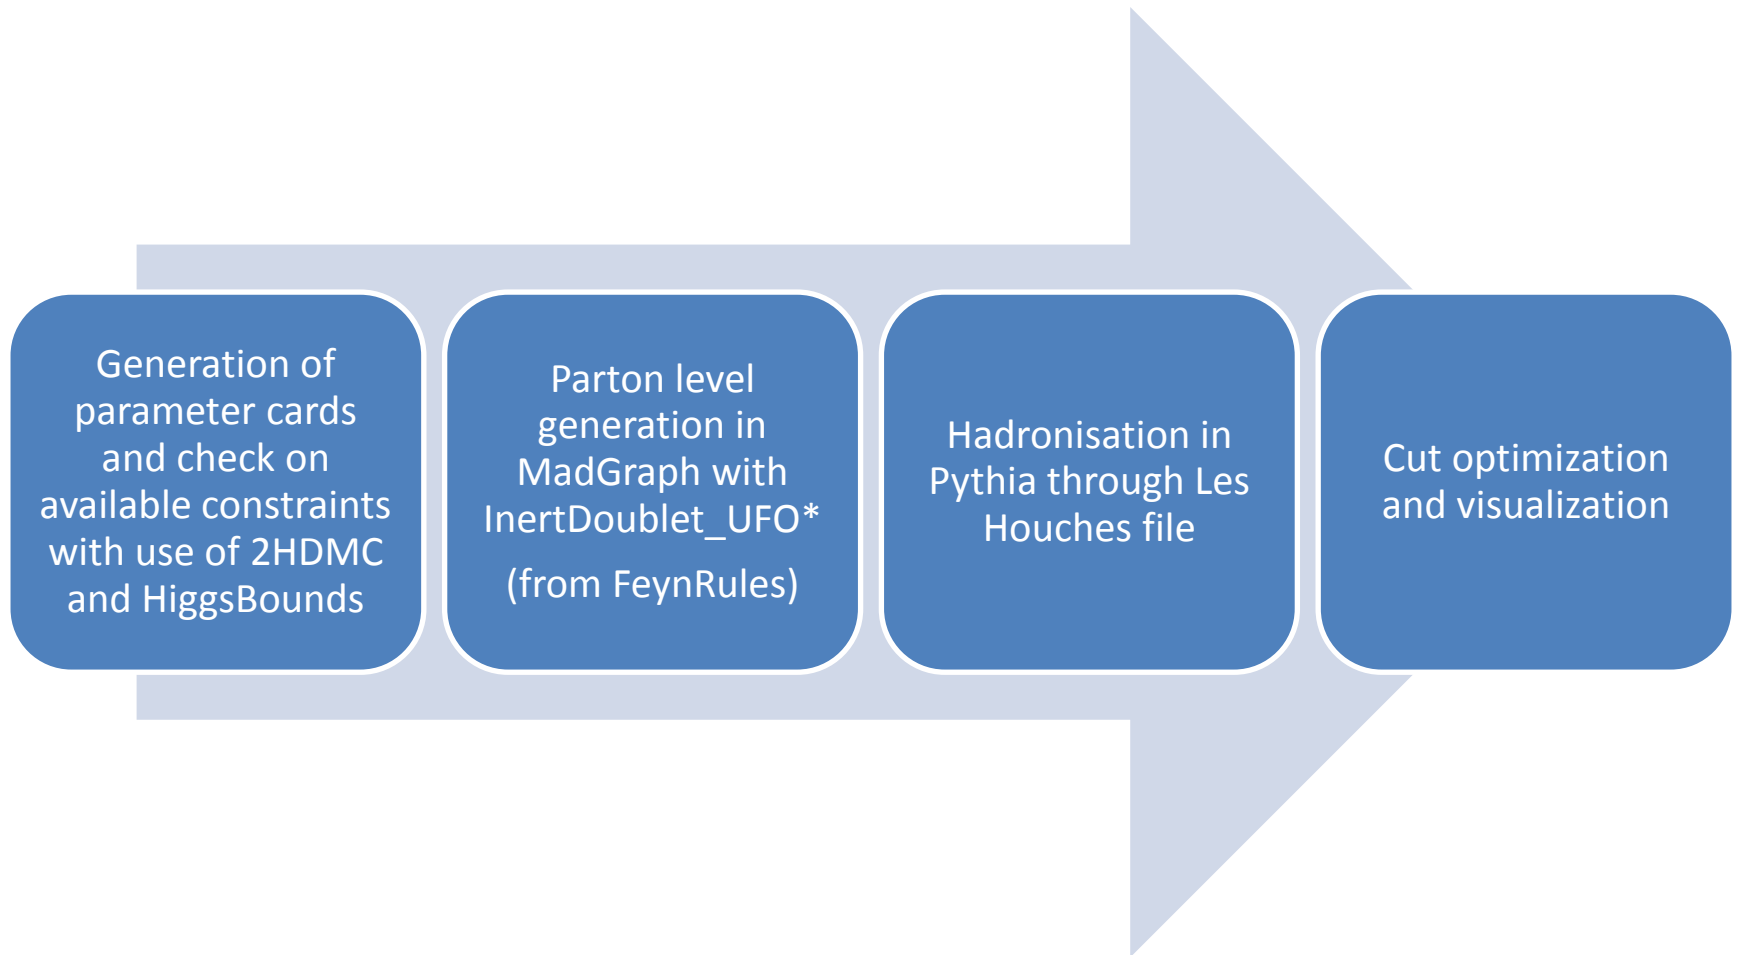 Generation of
parameter cards
and check on
available constraints
with use of 2HDMC
and HiggsBounds
Parton level
generation in
MadGraph with
InertDoublet_UFO*
(from FeynRules)
Hadronisation in
Pythia through Les
Houches file
Cut optimization
and visualization